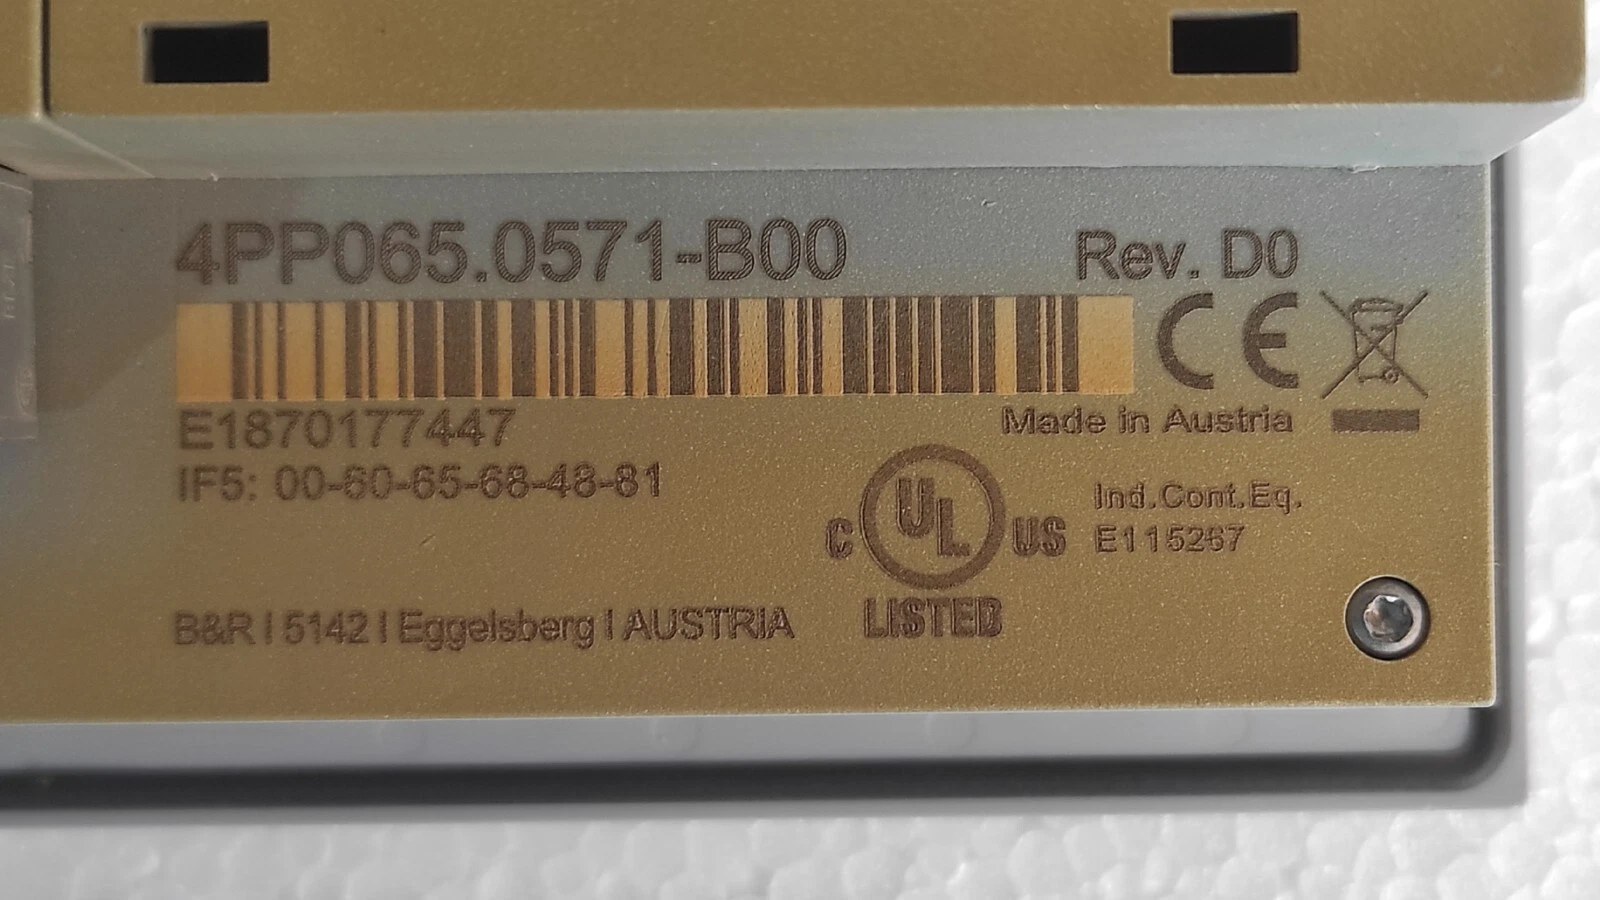 4PP065.0571-B00
Rev. D0
CE
E1870177447
Made in Austria
IF5: 00-60-65-68-48-81
C UL US
LISTED
Ind.Cont.Eq.
E115267
B&R I 5142 I Eggelsberg I AUSTRIA